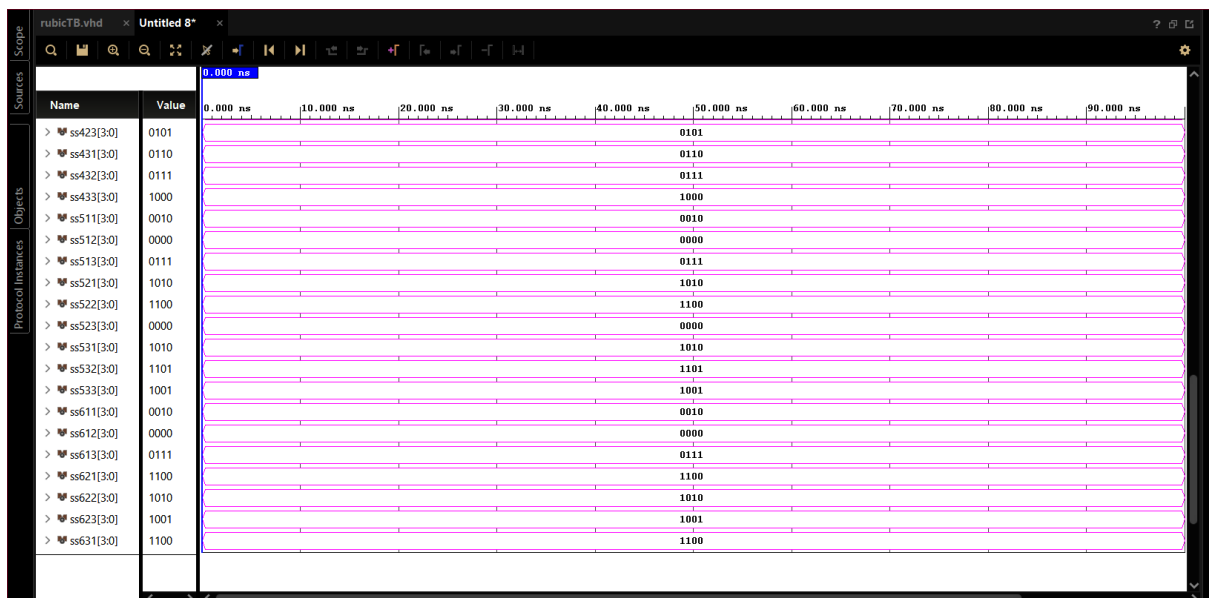 rubicTB.vhd × Untitled 8* ×
Scope
Sources
Objects
Protocol Instances
0.000 ns
Name Value 0.000 ns 10.000 ns 20.000 ns 30.000 ns 40.000 ns 50.000 ns 60.000 ns 70.000 ns 80.000 ns 90.000 ns
> ss423[3:0] 0101 0101
> ss431[3:0] 0110 0110
> ss432[3:0] 0111 0111
> ss433[3:0] 1000 1000
> ss511[3:0] 0010 0010
> ss512[3:0] 0000 0000
> ss513[3:0] 0111 0111
> ss521[3:0] 1010 1010
> ss522[3:0] 1100 1100
> ss523[3:0] 0000 0000
> ss531[3:0] 1010 1010
> ss532[3:0] 1101 1101
> ss533[3:0] 1001 1001
> ss611[3:0] 0010 0010
> ss612[3:0] 0000 0000
> ss613[3:0] 0111 0111
> ss621[3:0] 1100 1100
> ss622[3:0] 1010 1010
> ss623[3:0] 1001 1001
> ss631[3:0] 1100 1100